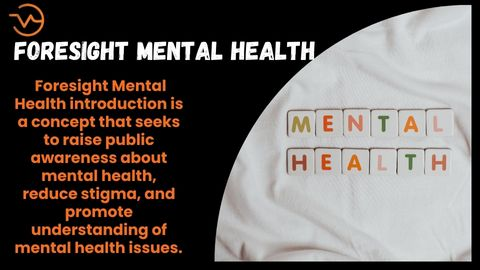 FORESIGHT MENTAL HEALTH
Foresight Mental
Health introduction is
a concept that seeks
to raise public
awareness about
mental health,
reduce stigma, and
promote
understanding of
mental health issues.
MENTAL
HEALTH